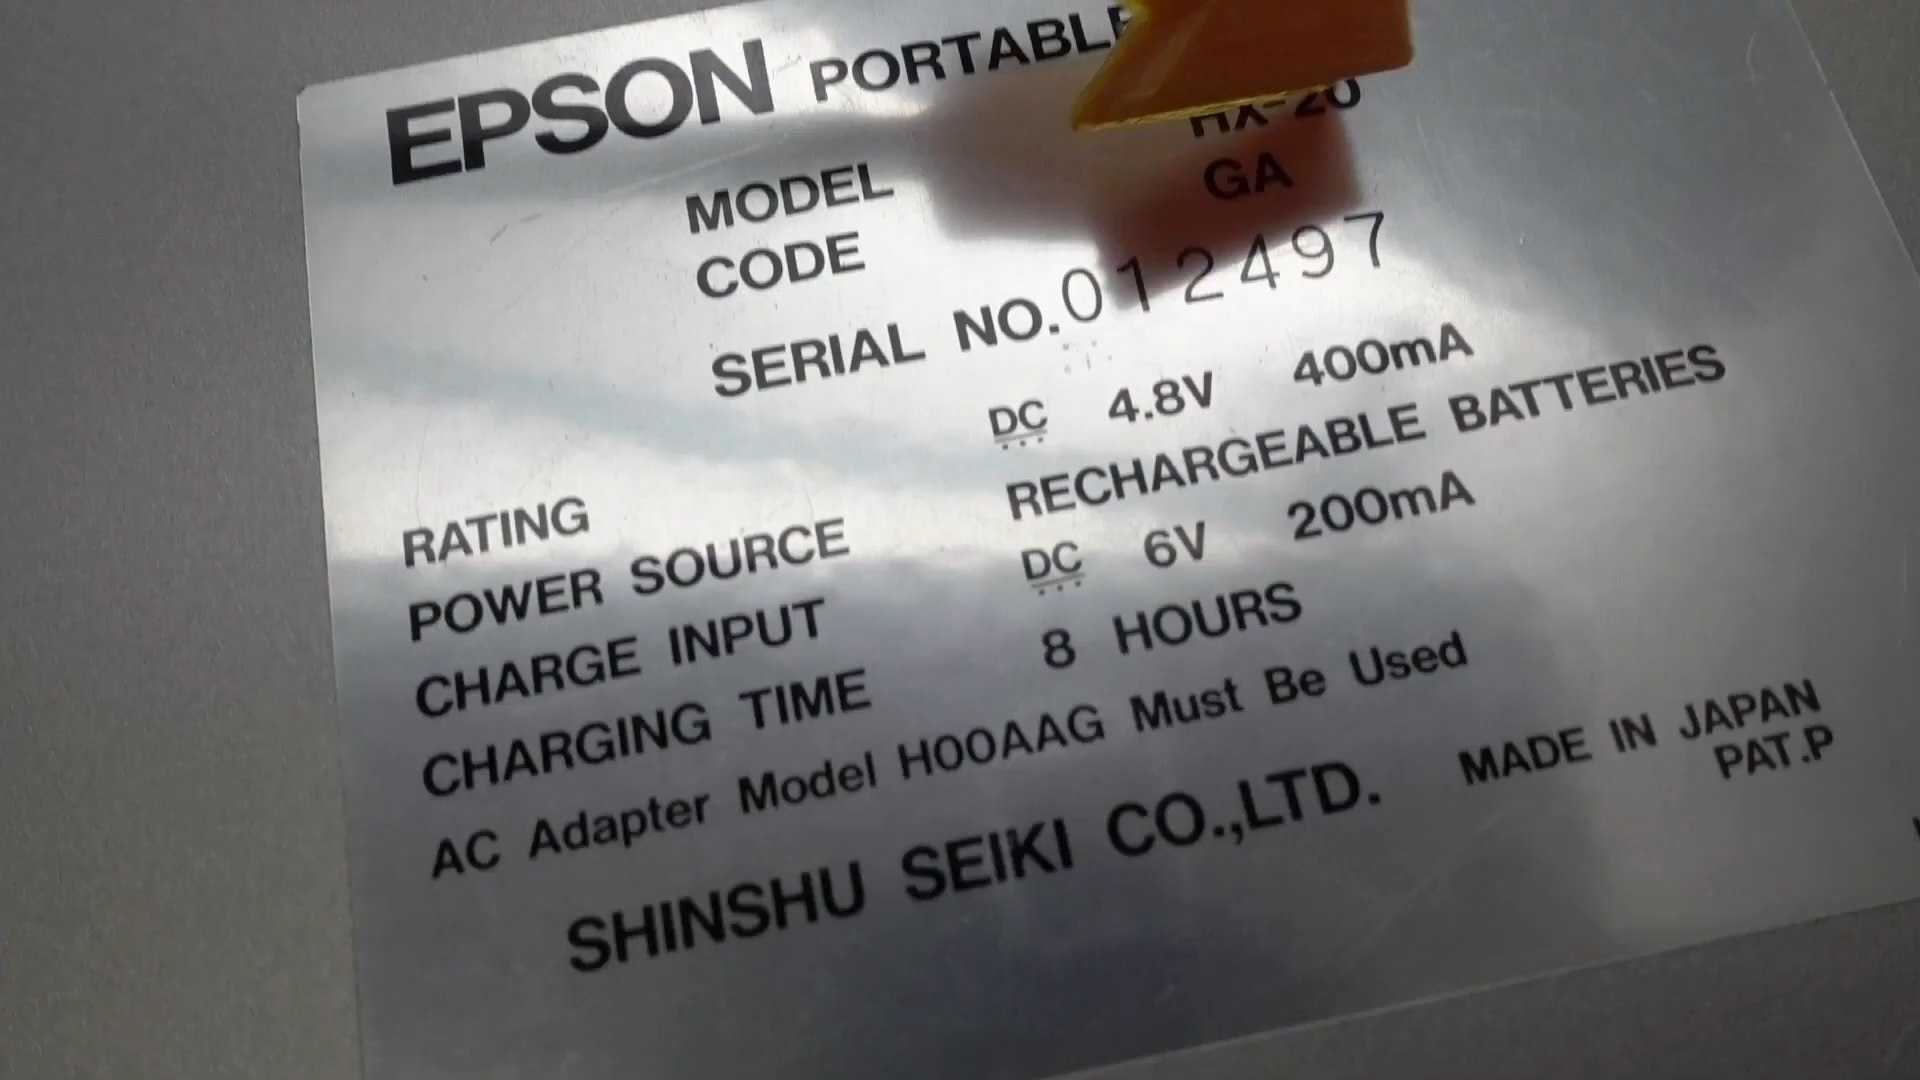 EPSON PORTABLE
MODEL HX-20
CODE GA
SERIAL NO. 012497
RATING DC 4.8V 400mA
POWER SOURCE RECHARGEABLE BATTERIES
CHARGE INPUT DC 6V 200mA
CHARGING TIME 8 HOURS
AC Adapter Model H00AAG Must Be Used
SHINSHU SEIKI CO.,LTD. MADE IN JAPAN
PAT.P